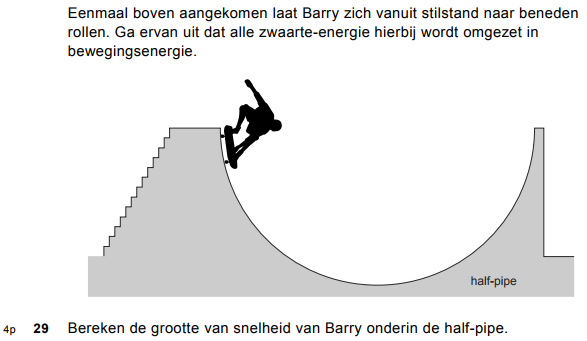 Eenmaal boven aangekomen laat Barry zich vanuit stilstand naar beneden
rollen. Ga ervan uit dat alle zwaarte-energie hierbij wordt omgezet in
bewegingsenergie.
half-pipe
4p 29 Bereken de grootte van snelheid van Barry onderin de half-pipe.